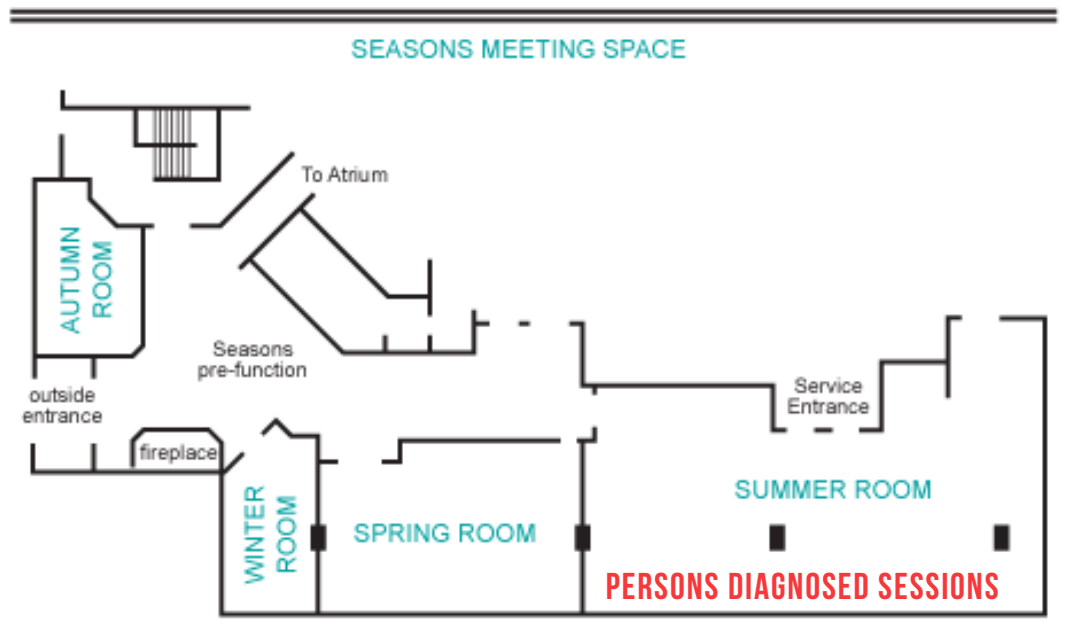 SEASONS MEETING SPACE
To Atrium
AUTUMN
ROOM
Seasons
pre-function
outside
entrance
Service
Entrance
fireplace
WINTER
ROOM
SPRING ROOM
SUMMER ROOM
PERSONS DIAGNOSED SESSIONS